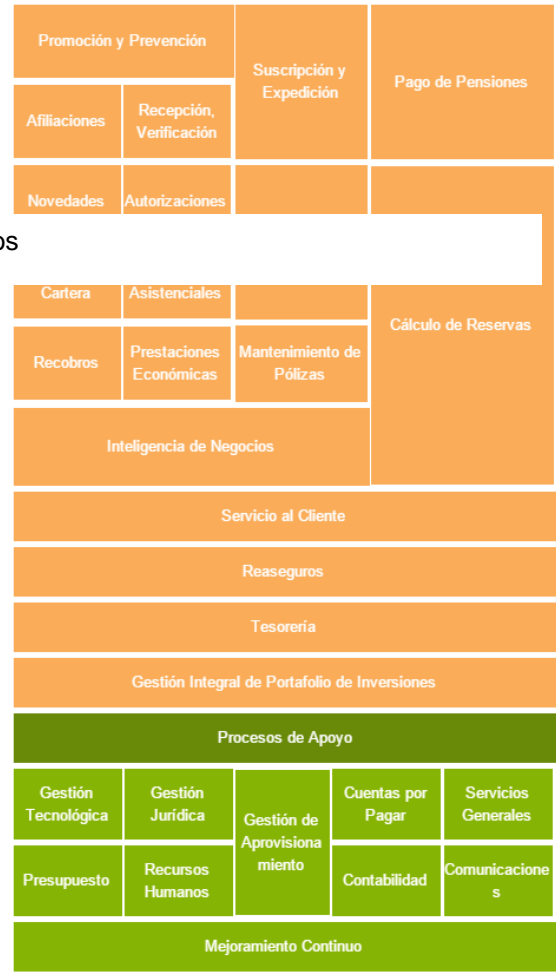 Promoción y Prevención
Suscripción y
Expedición
Pago de Pensiones
Afiliaciones
Recepción,
Verificación
Novedades
Autorizaciones
os
Cartera
Asistenciales
Cálculo de Reservas
Recobros
Prestaciones
Económicas
Mantenimiento de
Pólizas
Inteligencia de Negocios
Servicio al Cliente
Reaseguros
Tesorería
Gestión Integral de Portafolio de Inversiones
Procesos de Apoyo
Gestión
Tecnológica
Gestión
Jurídica
Gestión de
Aprovisiona
miento
Cuentas por
Pagar
Servicios
Generales
Presupuesto
Recursos
Humanos
Contabilidad
Comunicacione
s
Mejoramiento Continuo